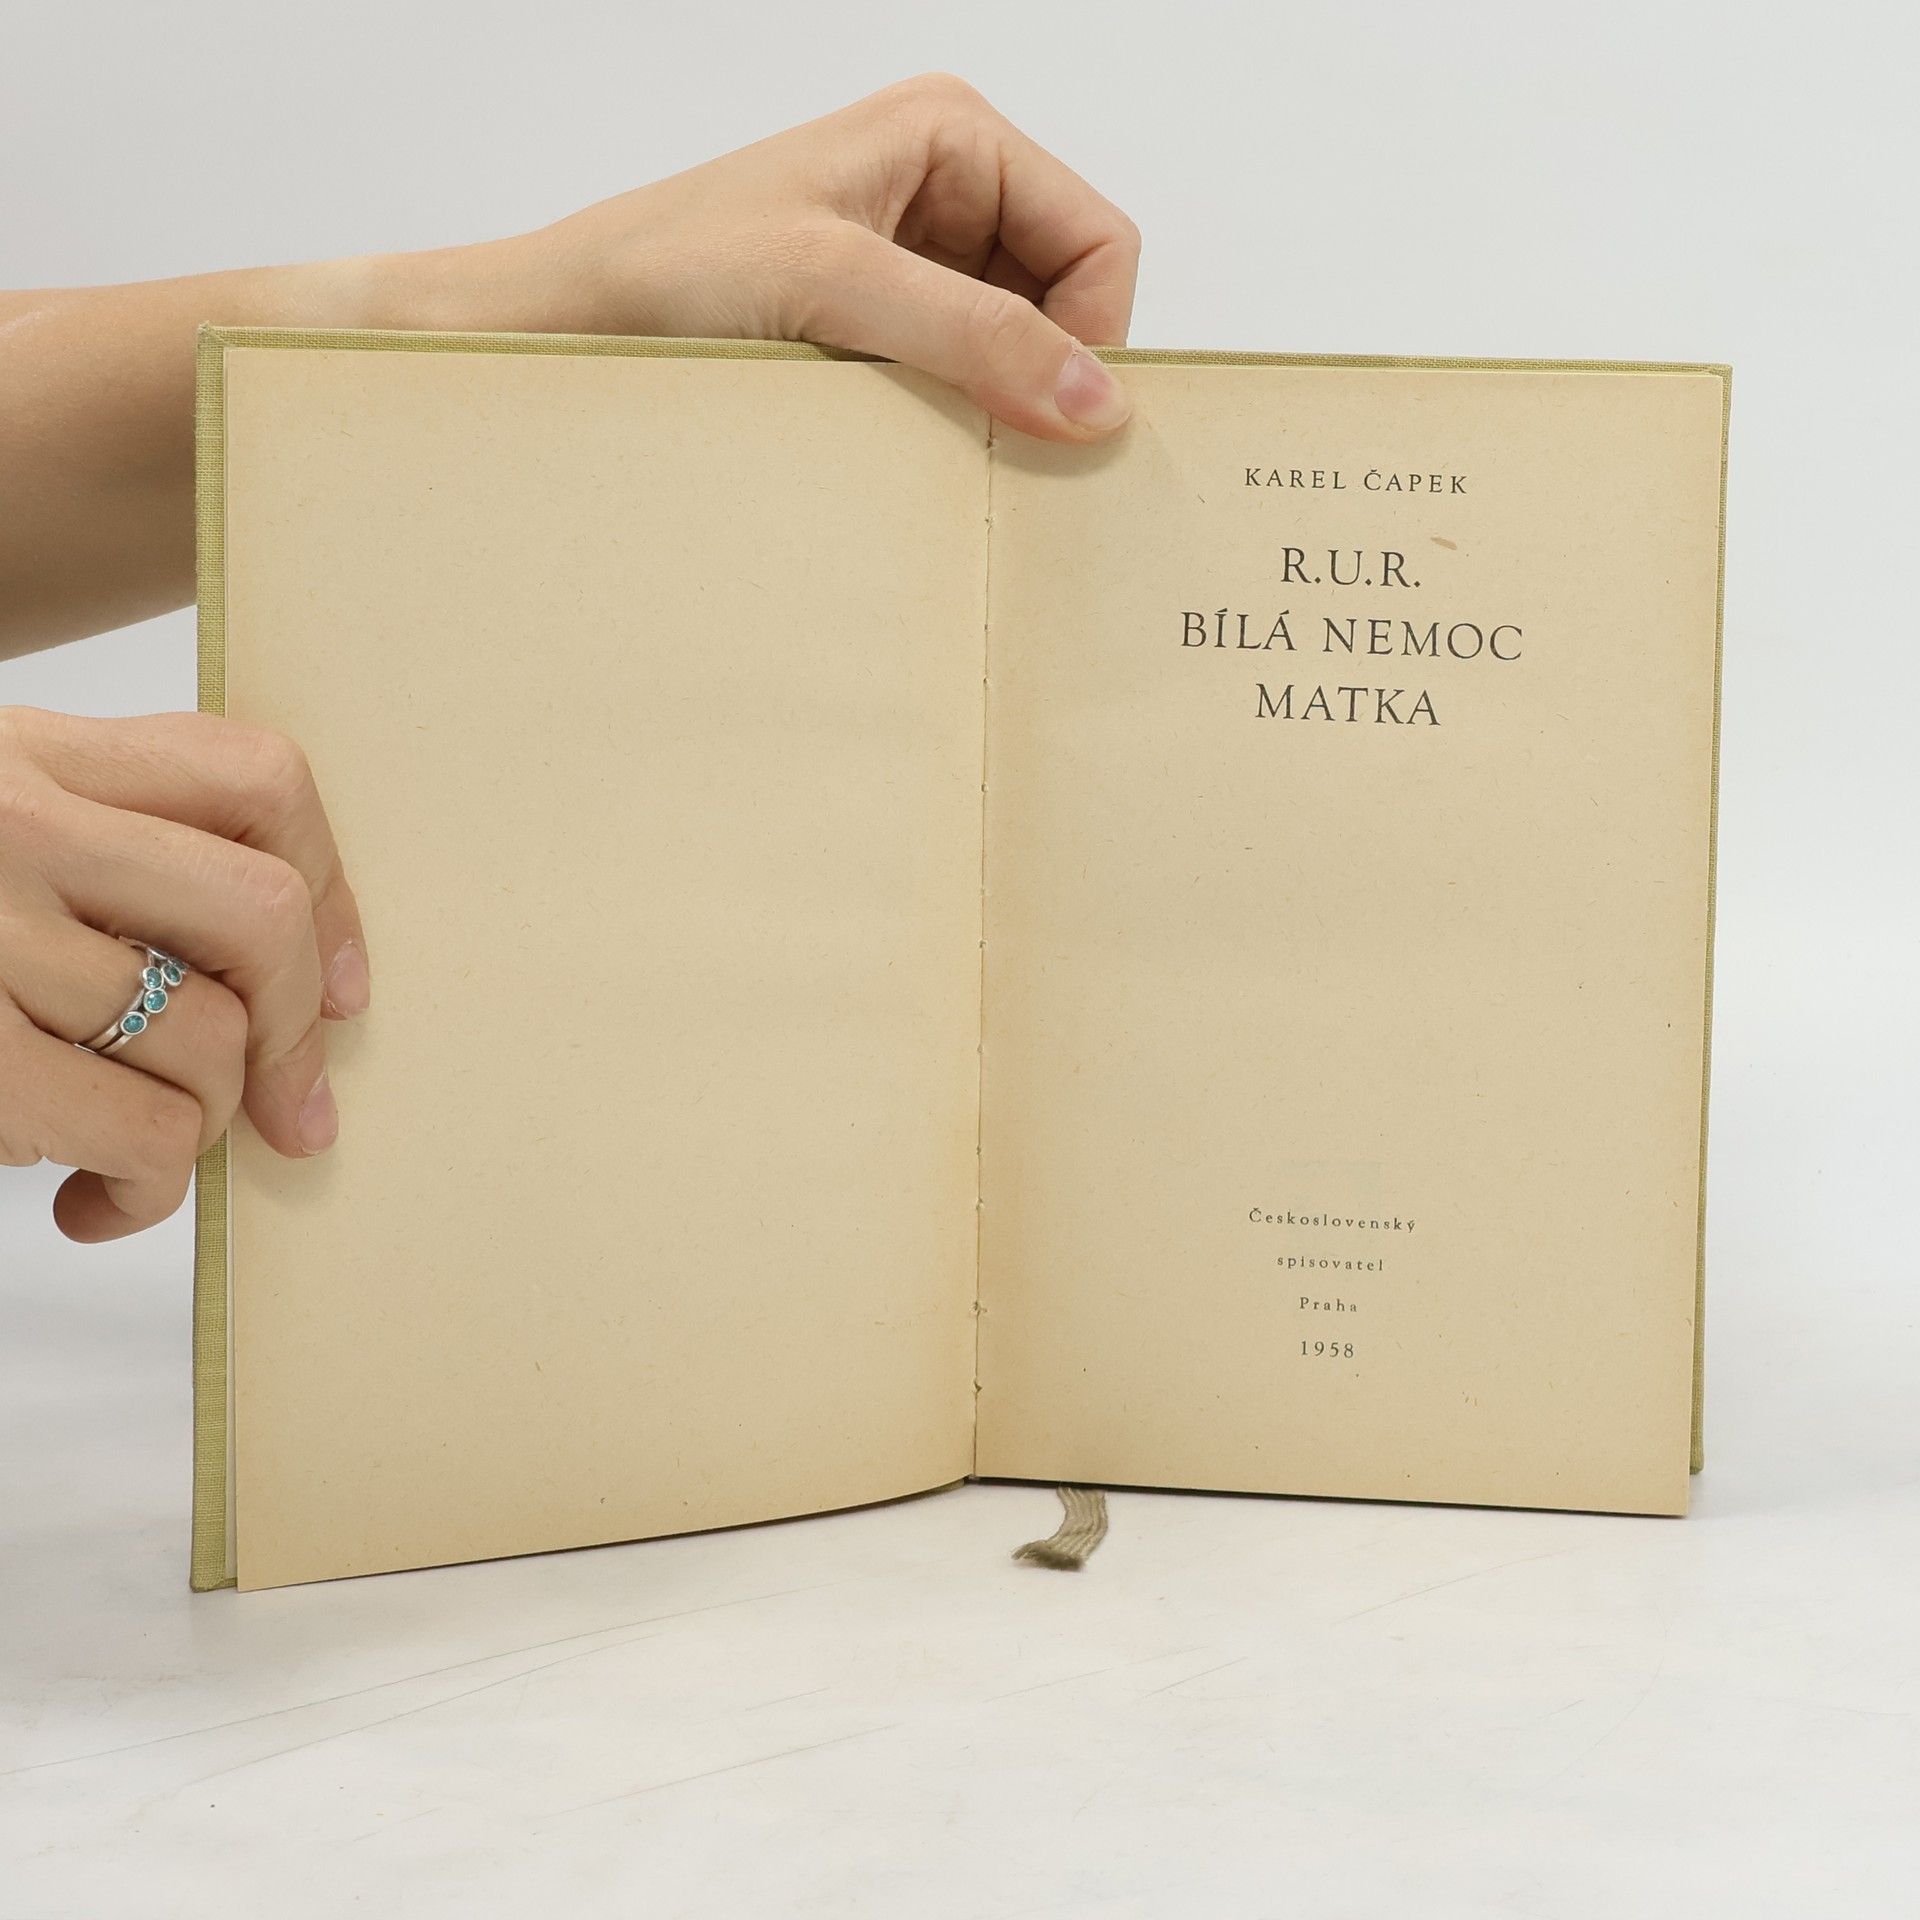 KAREL ČAPEK
R.U.R.
BÍLÁ NEMOC
MATKA
Československý
spisovatel
Praha
1958